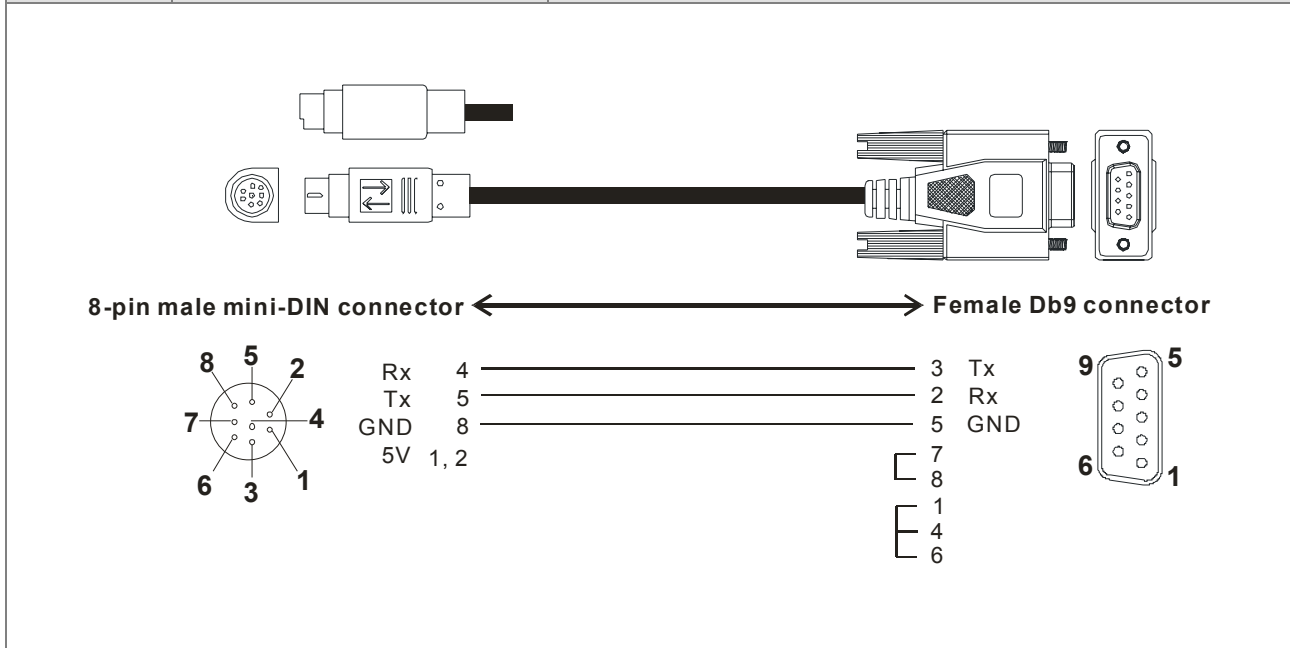 8-pin male mini-DIN connector Female Db9 connector
8 5 2
7 4
6 3 1
Rx 4 3 Tx
Tx 5 2 Rx
GND 8 5 GND
5V 1, 2
7
8
1
4
6
9 5
6 1